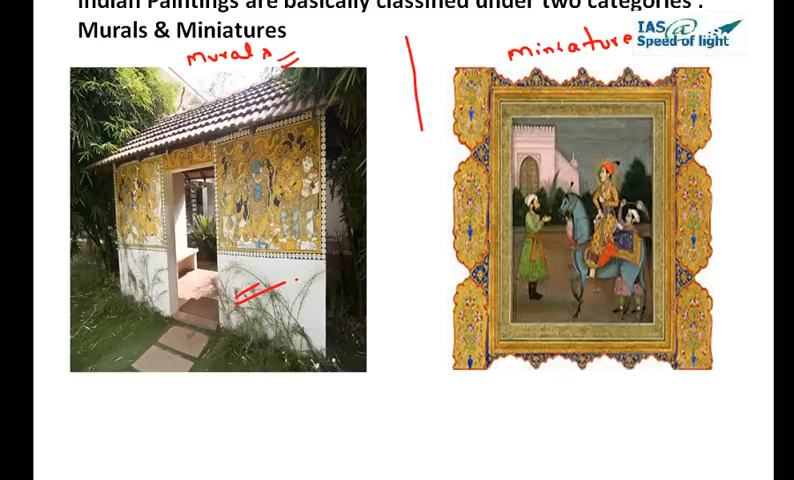 Indian Paintings are basically classified under two categories :
Murals & Miniatures
Murals
miniature
IAS@
Speed of light